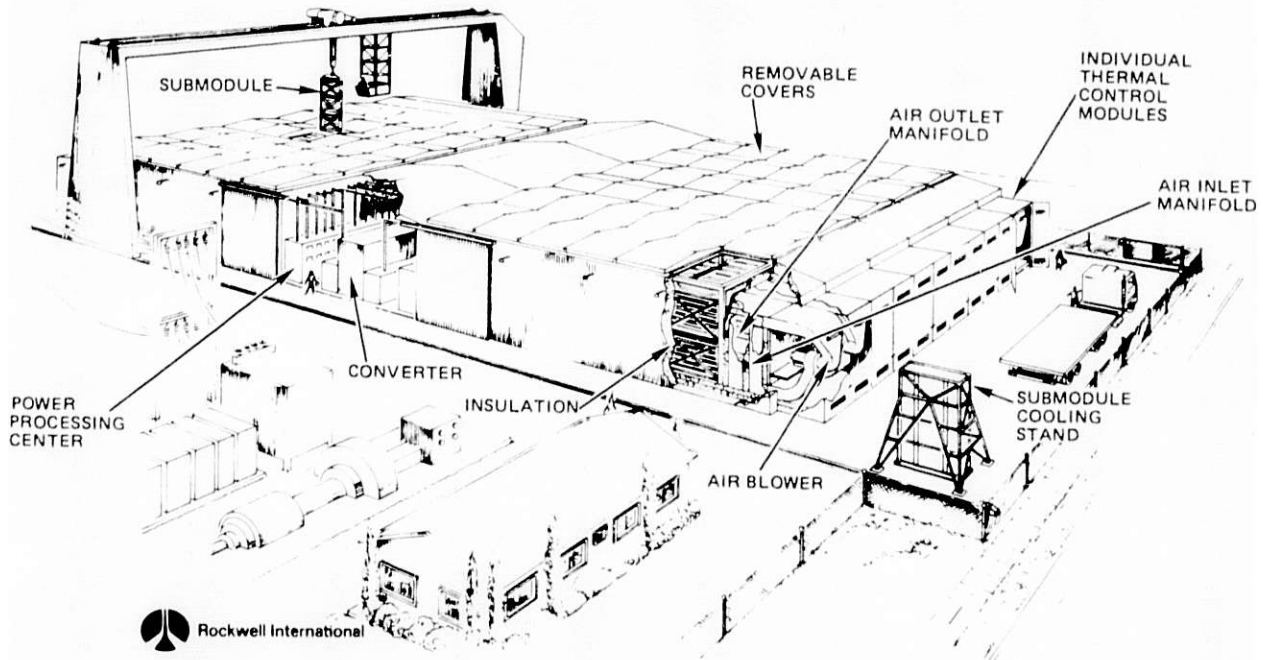 SUBMODULE
REMOVABLE
COVERS
AIR OUTLET
MANIFOLD
INDIVIDUAL
THERMAL
CONTROL
MODULES
AIR INLET
MANIFOLD
POWER
PROCESSING
CENTER
CONVERTER
INSULATION
AIR BLOWER
SUBMODULE
COOLING
STAND
Rockwell International